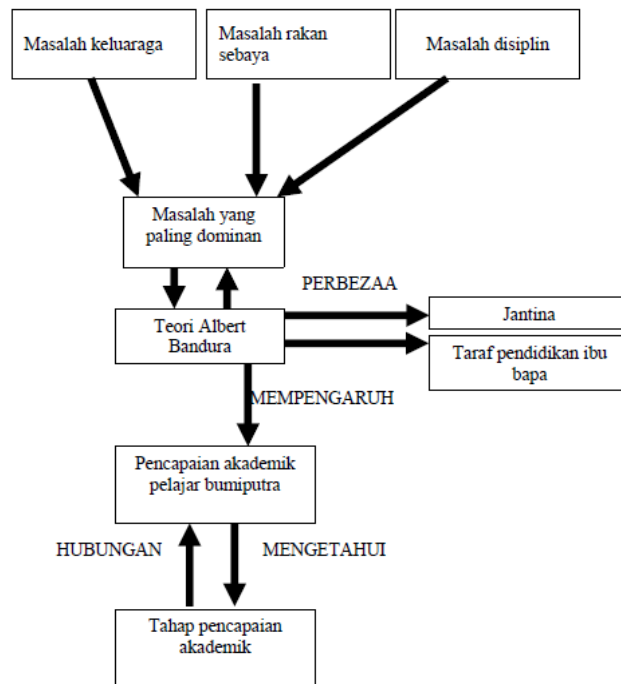 Masalah keluaraga
Masalah rakan
sebaya
Masalah disiplin
Masalah yang
paling dominan
PERBEZAA
Teori Albert
Bandura
Jantina
Taraf pendidikan ibu
bapa
MEMPENGARUH
Pencapaian akademik
pelajar bumiputra
HUBUNGAN
MENGETAHUI
Tahap pencapaian
akademik